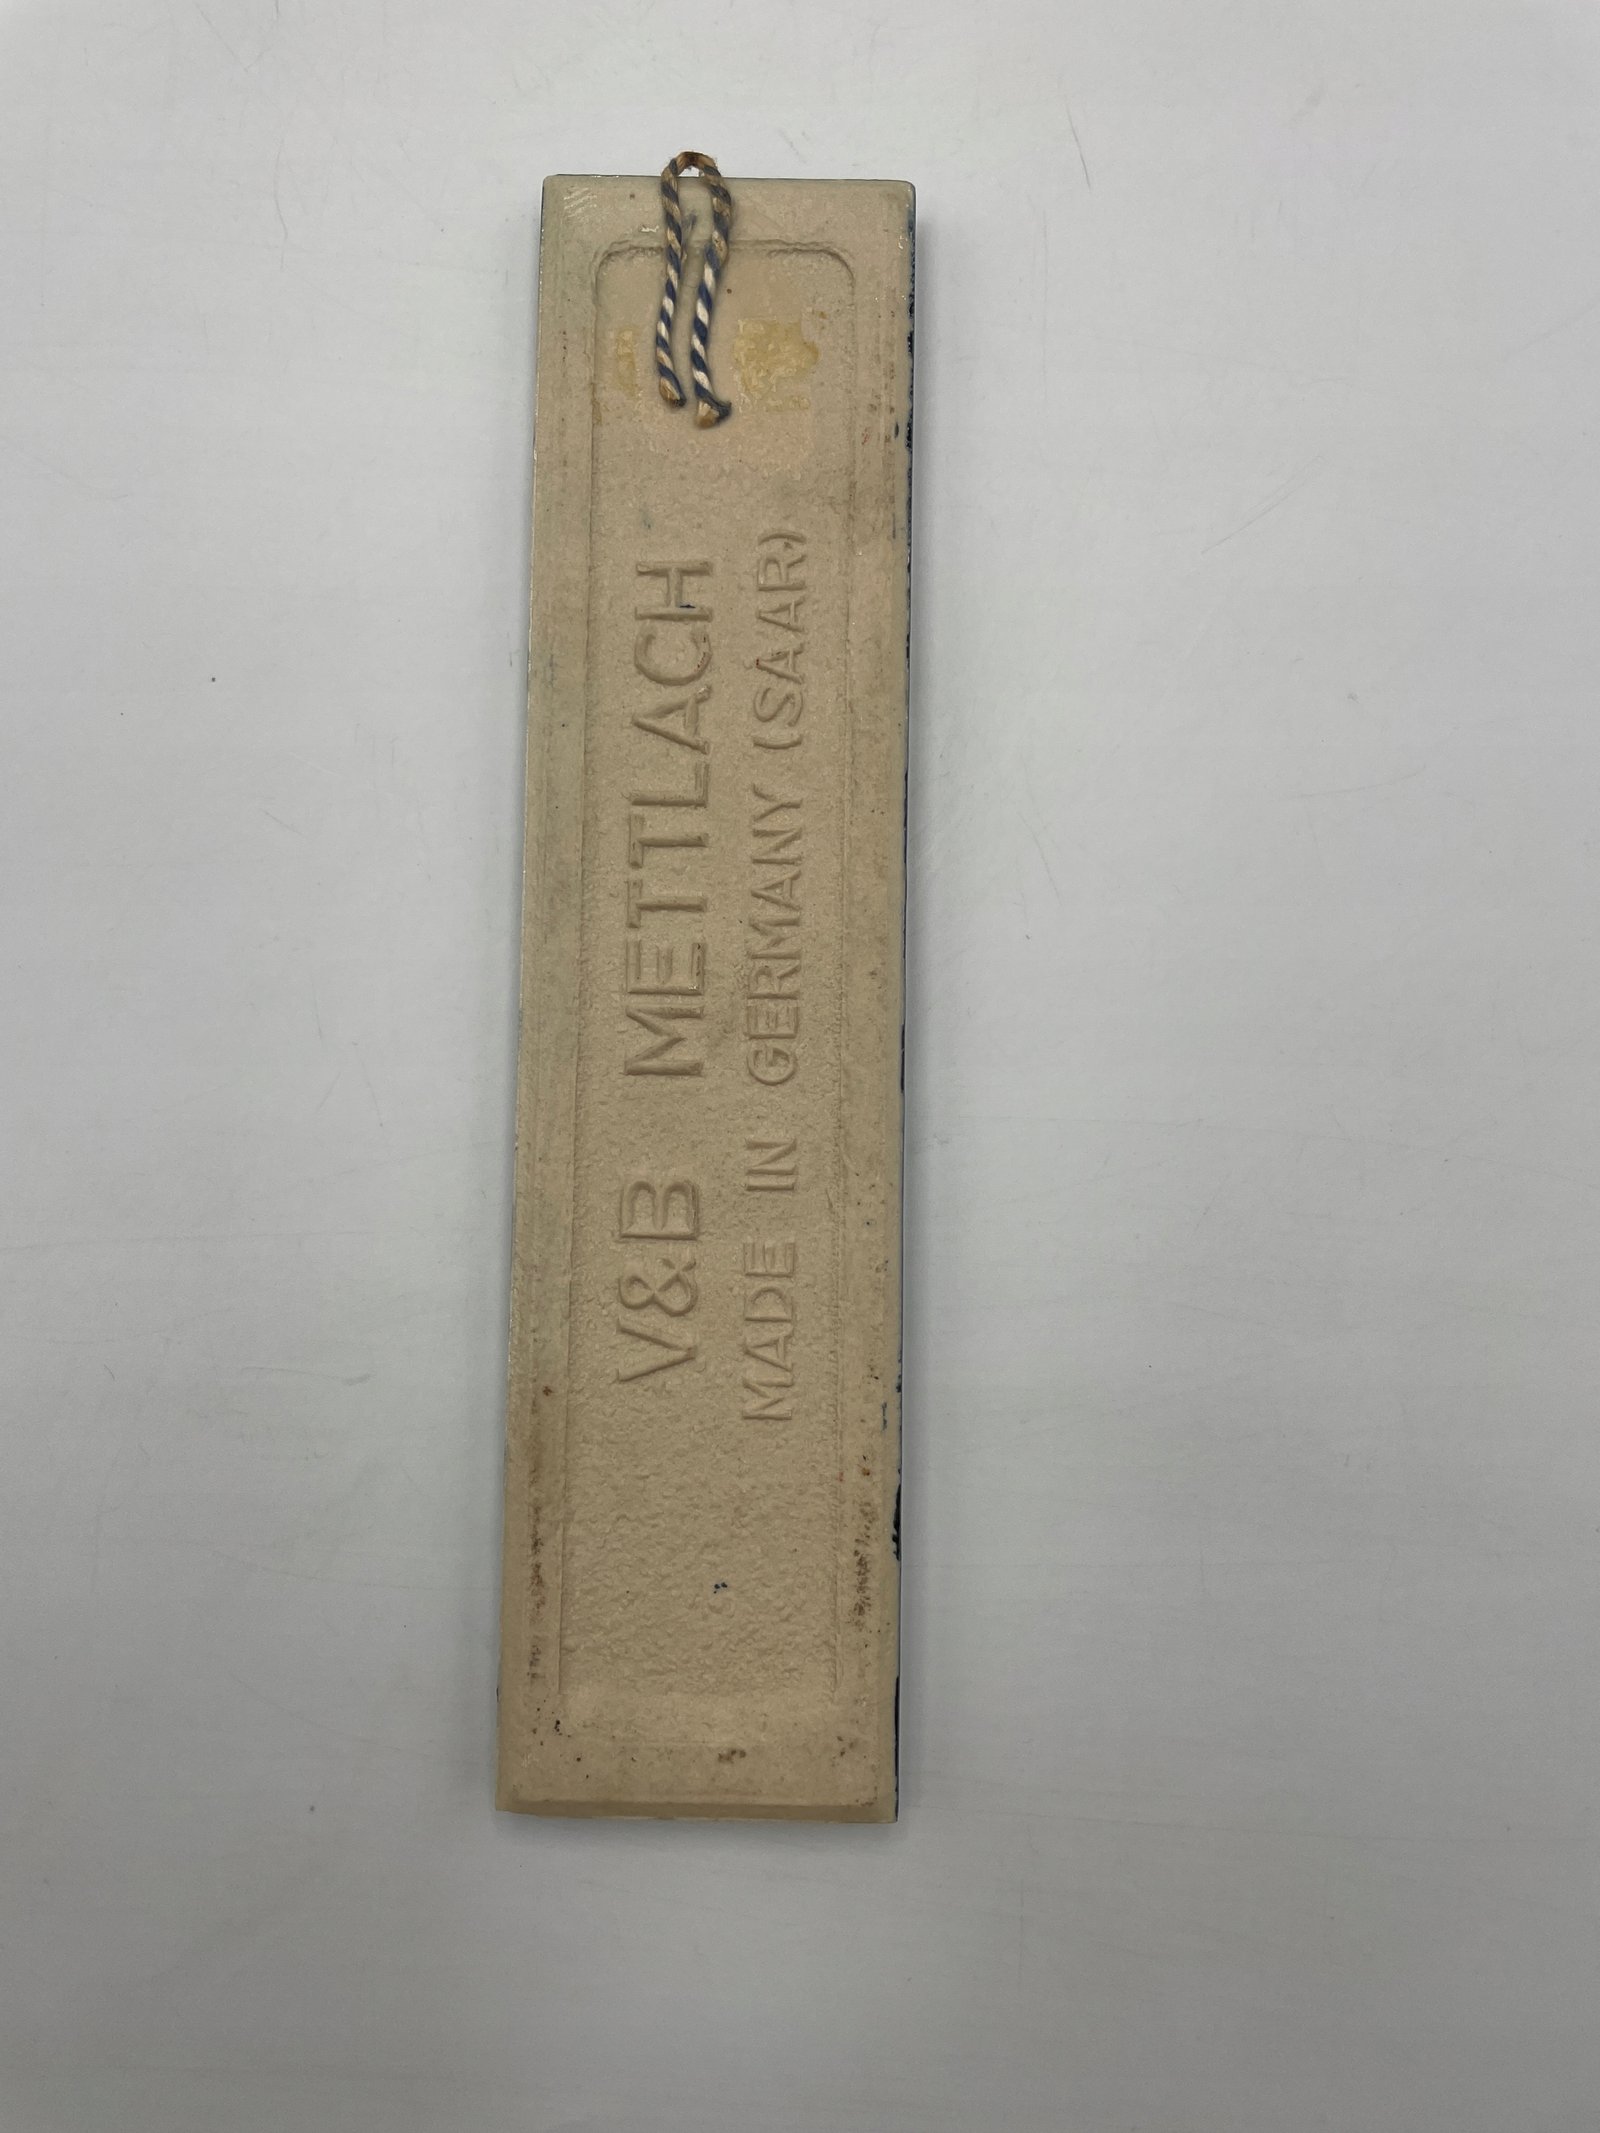 V&B METTLACH
MADE IN GERMANY (SAAR)